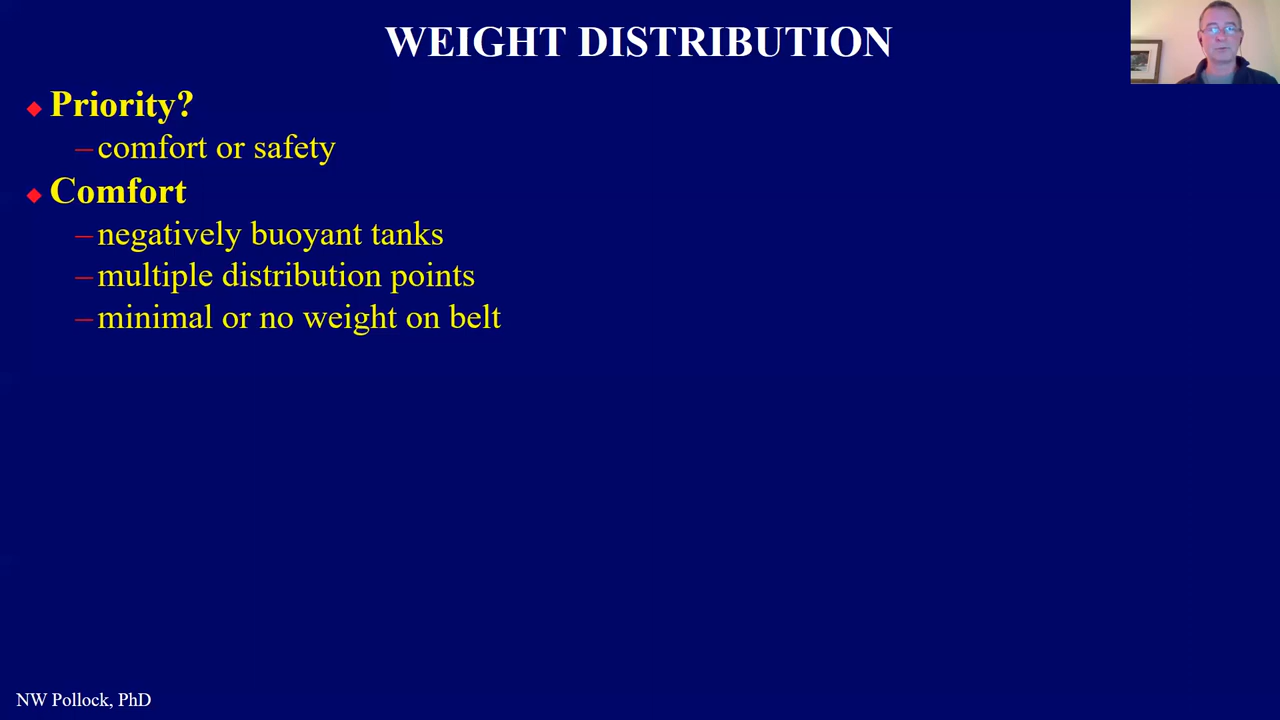 WEIGHT DISTRIBUTION
◆ Priority?
– comfort or safety
◆ Comfort
– negatively buoyant tanks
– multiple distribution points
– minimal or no weight on belt
NW Pollock, PhD